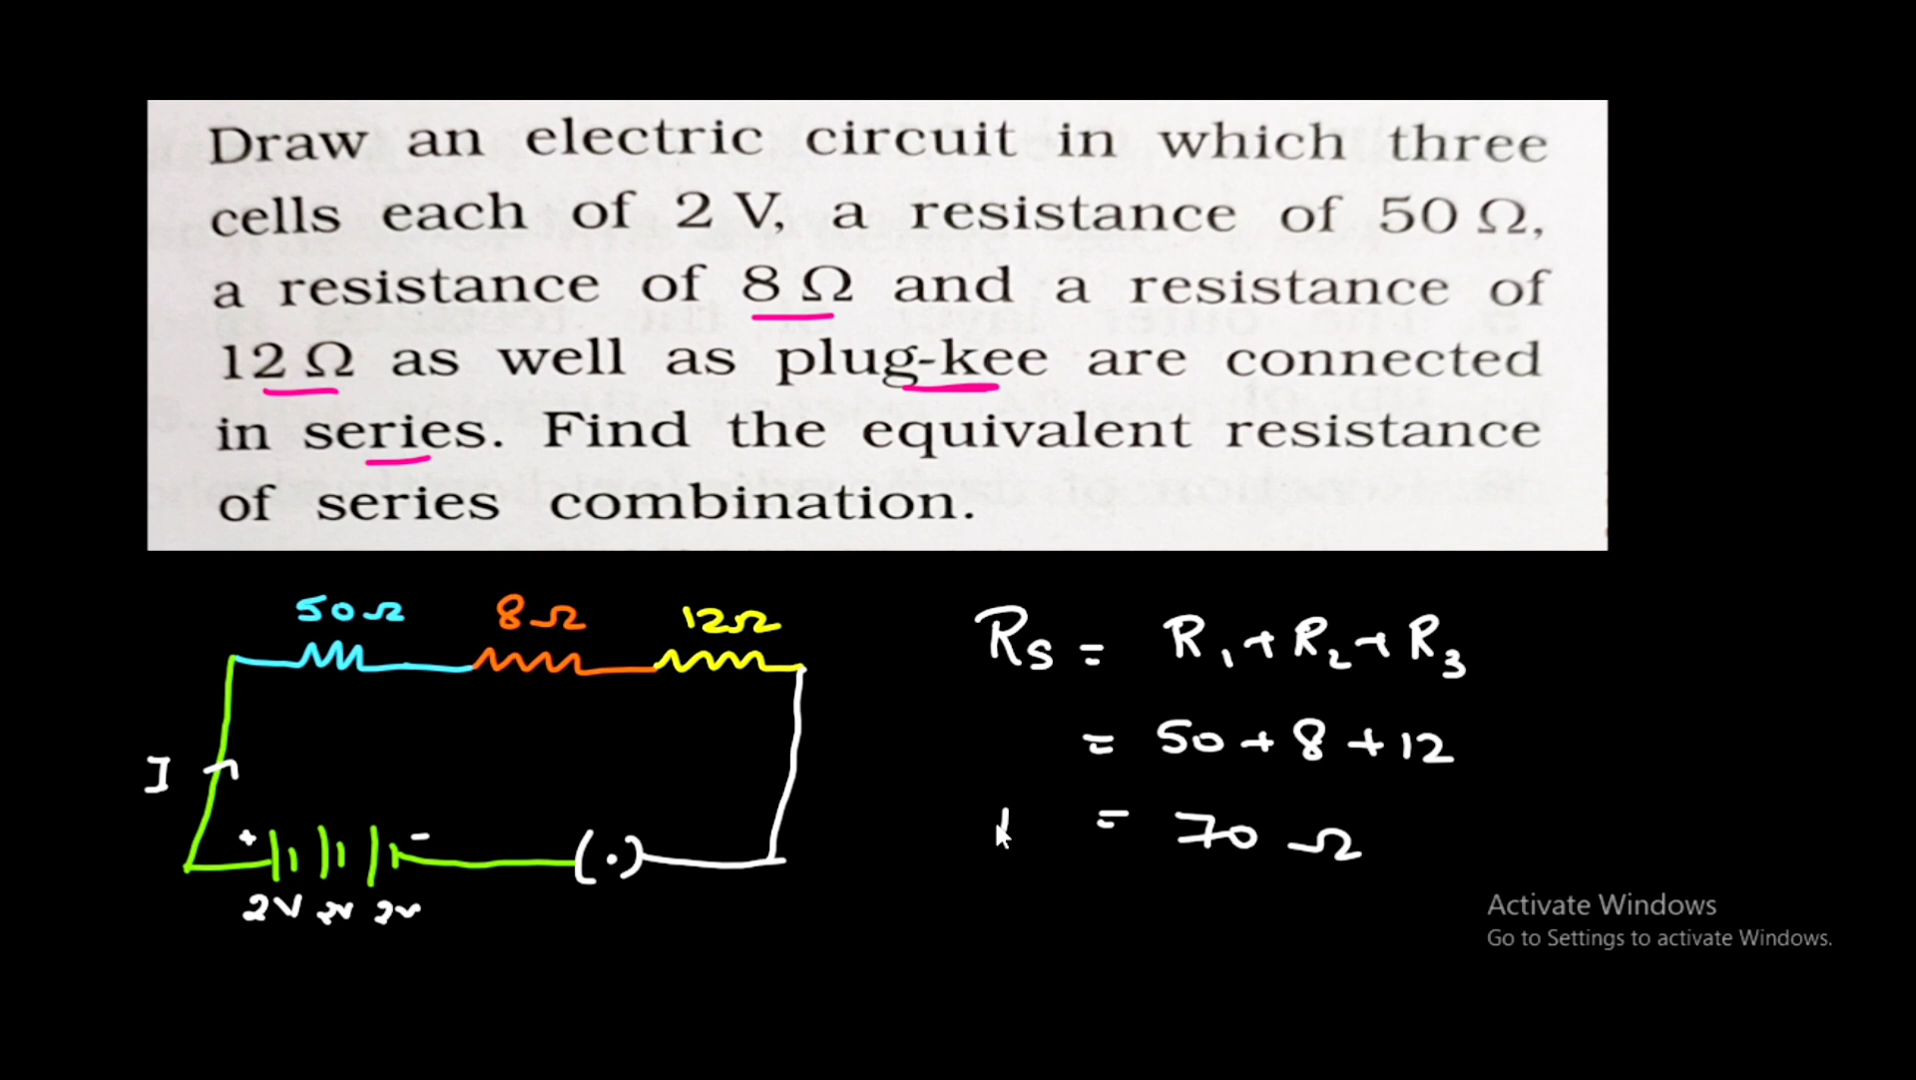 Draw an electric circuit in which three
cells each of 2 V, a resistance of 50 Ω,
a resistance of 8 Ω and a resistance of
12 Ω as well as plug-kee are connected
in series. Find the equivalent resistance
of series combination.
50Ω 8Ω 12Ω
I
+ -
2V 2V 2V
Rs = R1 + R2 + R3
= 50 + 8 + 12
= 70 Ω
Activate Windows
Go to Settings to activate Windows.